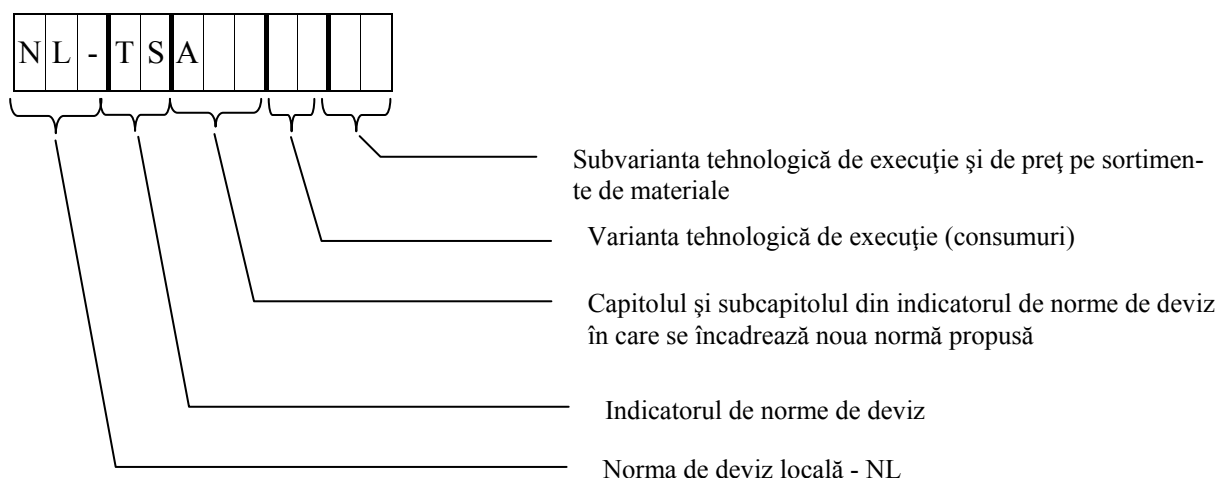 NL-TSA
Subvarianta tehnologică de execuţie şi de preţ pe sortimen-
te de materiale
Varianta tehnologică de execuţie (consumuri)
Capitolul şi subcapitolul din indicatorul de norme de deviz
în care se încadrează noua normă propusă
Indicatorul de norme de deviz
Norma de deviz locală - NL